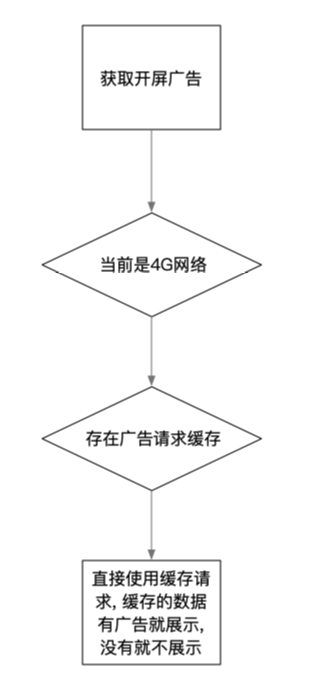 获取开屏广告
当前是4G网络
存在广告请求缓存
直接使用缓存请
求, 缓存的数据
有广告就展示,
没有就不展示